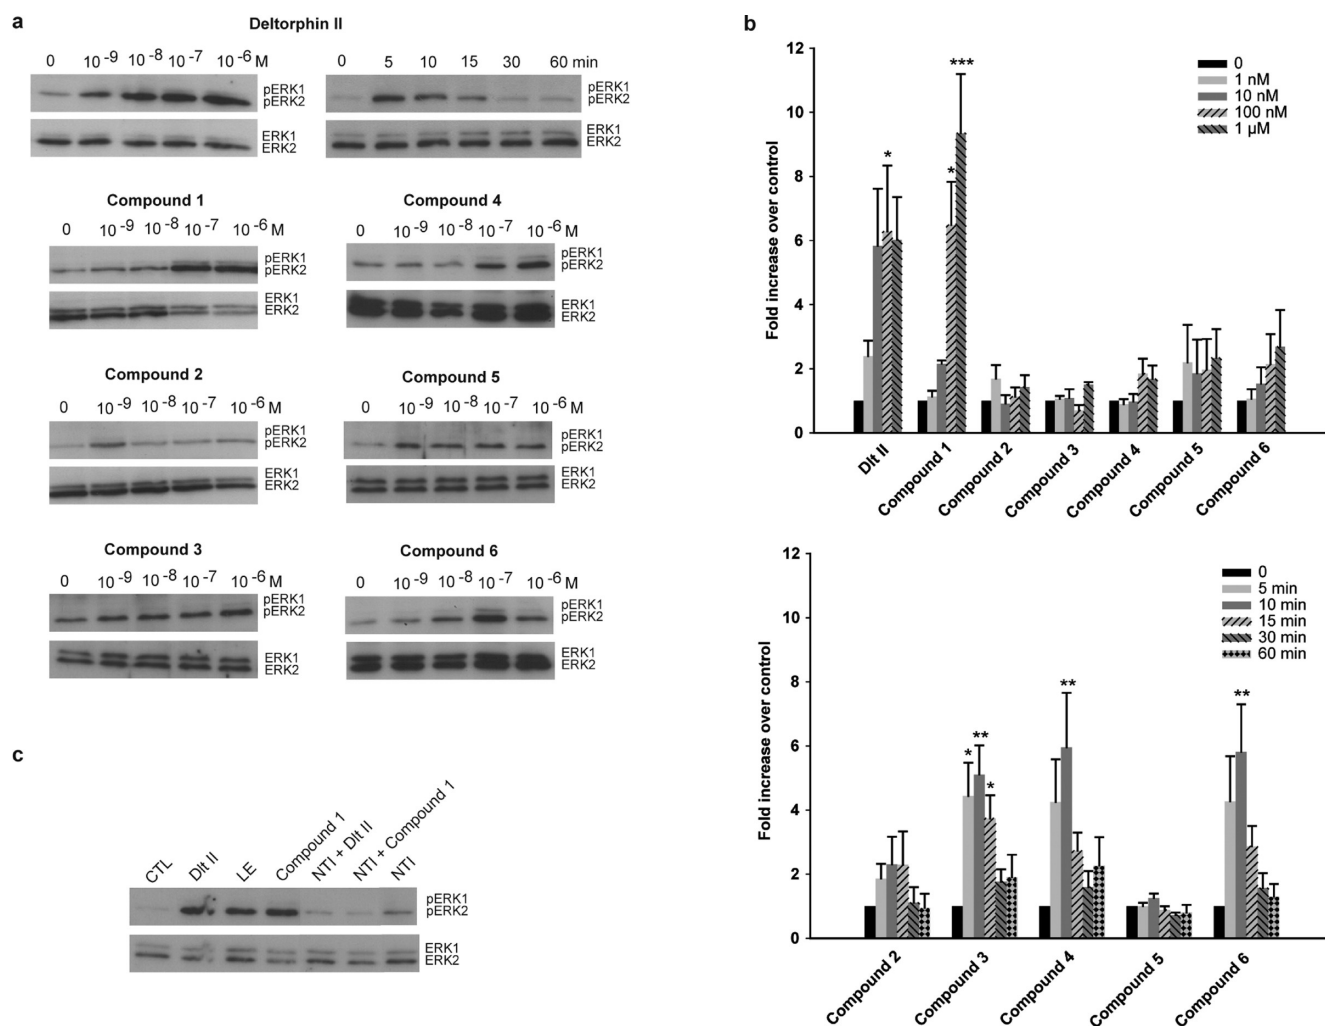 a
Deltorphin II
0 10⁻⁹ 10⁻⁸ 10⁻⁷ 10⁻⁶ M
pERK1
pERK2
ERK1
ERK2
0 5 10 15 30 60 min
pERK1
pERK2
ERK1
ERK2
Compound 1
0 10⁻⁹ 10⁻⁸ 10⁻⁷ 10⁻⁶ M
pERK1
pERK2
ERK1
ERK2
Compound 4
0 10⁻⁹ 10⁻⁸ 10⁻⁷ 10⁻⁶ M
pERK1
pERK2
ERK1
ERK2
Compound 2
0 10⁻⁹ 10⁻⁸ 10⁻⁷ 10⁻⁶ M
pERK1
pERK2
ERK1
ERK2
Compound 5
0 10⁻⁹ 10⁻⁸ 10⁻⁷ 10⁻⁶ M
pERK1
pERK2
ERK1
ERK2
Compound 3
0 10⁻⁹ 10⁻⁸ 10⁻⁷ 10⁻⁶ M
pERK1
pERK2
ERK1
ERK2
Compound 6
0 10⁻⁹ 10⁻⁸ 10⁻⁷ 10⁻⁶ M
pERK1
pERK2
ERK1
ERK2
b
Fold increase over control
12
10
8
6
4
2
0
0
1 nM
10 nM
100 nM
1 µM
*
*
***
Dlt II
Compound 1
Compound 2
Compound 3
Compound 4
Compound 5
Compound 6
Fold increase over control
12
10
8
6
4
2
0
0
5 min
10 min
15 min
30 min
60 min
*
**
*
**
**
Compound 2
Compound 3
Compound 4
Compound 5
Compound 6
c
CTL
Dlt II
LE
Compound 1
NTI + Dlt II
NTI + Compound 1
NTI
pERK1
pERK2
ERK1
ERK2